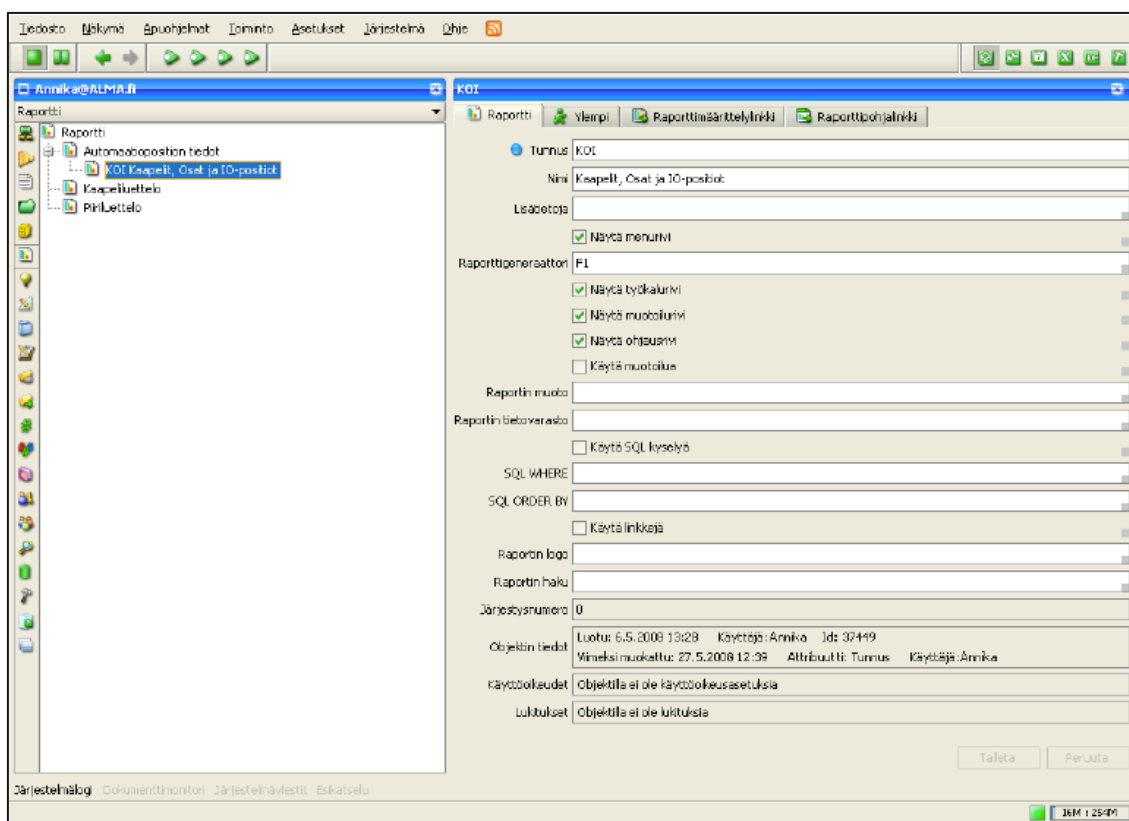 Tiedosto Näkymä Apuohjelmat Toiminto Asetukset Järjestelmä Ohje
Annika@ALMA.fi
Raportti
Raportti
Automaatioposition tiedot
KOI Kaapelit, Osat ja IO-positiot
Kaapeliluettelo
Piiriluettelo
KOI
Raportti Ylempi Raporttimäärittelylinkki Raporttipohjalinkki
Tunnus KOI
Nimi Kaapelit, Osat ja IO-positiot
Lisätietoja
Näytä menurivi
Raporttigeneraattori F1
Näytä työkalurivi
Näytä muotoilurivi
Näytä ohjausrivi
Käytä muotoilua
Raportin muoto
Raportin tietovarasto
Käytä SQL kyselyä
SQL WHERE
SQL ORDER BY
Käytä linkkejä
Raportin logo
Raportin haku
Järjestysnumero 0
Objektin tiedot Luotu: 6.5.2008 13:28 Käyttäjä: Annika Id: 37449
Viimeksi muokattu: 27.5.2008 12:39 Attribuutti: Tunnus Käyttäjä: Annika
Käyttöoikeudet Objektilla ei ole käyttöoikeusasetuksia
Lukitukset Objektilla ei ole lukituksia
Talleta Peruuta
Järjestelmälogi Dokumenttimonitori Järjestelmäviestit Esikatselu
16M : 254M